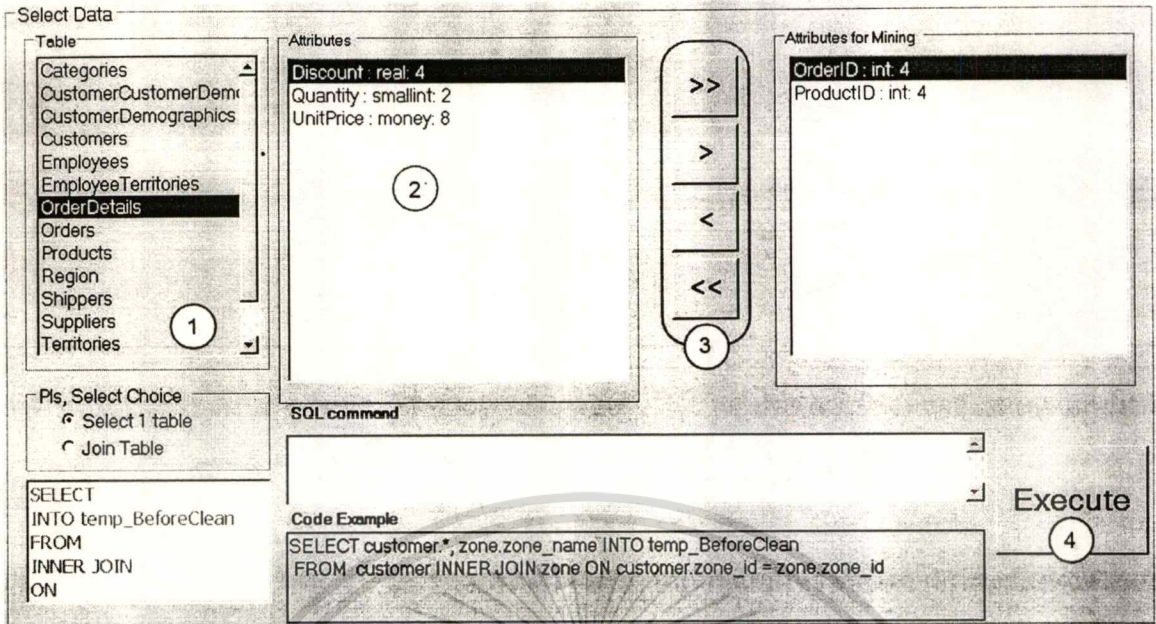 Select Data
Table
Categories
CustomerCustomerDem
CustomerDemographics
Customers
Employees
EmployeeTerritories
OrderDetails
Orders
Products
Region
Shippers
Suppliers
Territories
1
Attributes
Discount : real: 4
Quantity : smallint: 2
UnitPrice : money: 8
2
>>
>
<
<<
3
Attributes for Mining
OrderID : int: 4
ProductID : int: 4
Pls, Select Choice
Select 1 table
Join Table
SELECT
INTO temp_BeforeClean
FROM
INNER JOIN
ON
SQL command
Code Example
SELECT customer.*, zone.zone_name INTO temp_BeforeClean
FROM customer INNER JOIN zone ON customer.zone_id = zone.zone_id
Execute
4